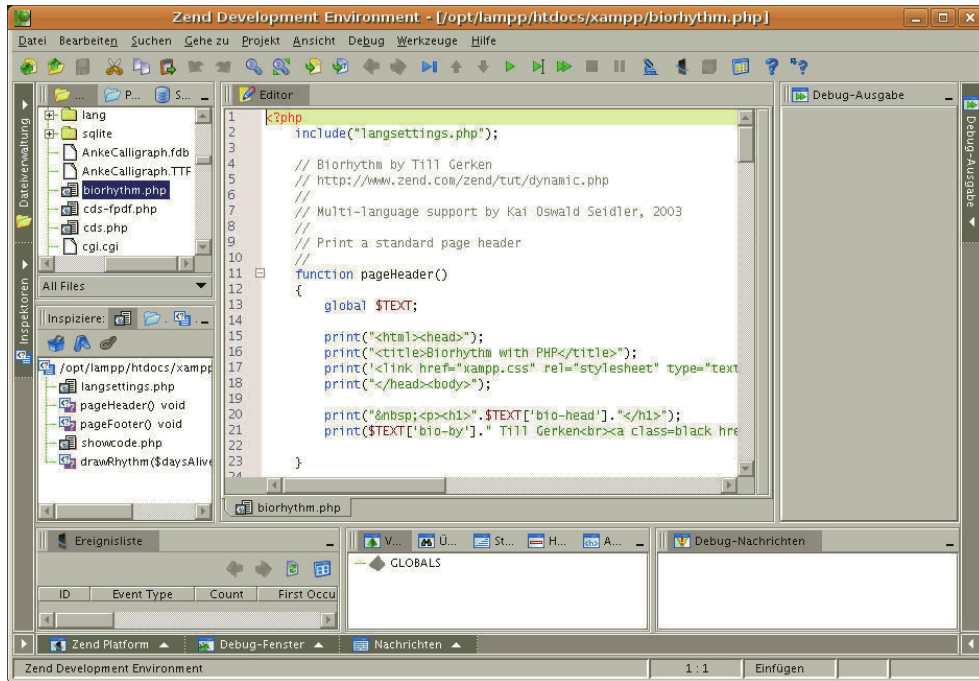 Zend Development Environment - [/opt/lampp/htdocs/xampp/biorhythm.php]
Datei Bearbeiten Suchen Gehe zu Projekt Ansicht Debug Werkzeuge Hilfe
Dateiverwaltung
Inspektoren
... P... S...
lang
sqlite
AnkeCalligraph.fdb
AnkeCalligraph.TTF
biorhythm.php
cds-fpdf.php
cds.php
cgi.cgi
All Files
Inspiziere:
/opt/lampp/htdocs/xampp
langsettings.php
pageHeader() void
pageFooter() void
showcode.php
drawRhythm($daysAlive
Editor
1 <?php
2 include("langsettings.php");
3
4 // Biorhythm by Till Gerken
5 // http://www.zend.com/zend/tut/dynamic.php
6 //
7 // Multi-language support by Kai Oswald Seidler, 2003
8 //
9 // Print a standard page header
10 //
11 function pageHeader()
12 {
13 global $TEXT;
14
15 print("<html><head>");
16 print("<title>Biorhythm with PHP</title>");
17 print('<link href="xampp.css" rel="stylesheet" type="text
18 print("</head><body>");
19
20 print("&nbsp;<p><h1>".$TEXT['bio-head']."</h1>");
21 print($TEXT['bio-by']." Till Gerken<br><a class=black hre
22
23 }
24
biorhythm.php
Debug-Ausgabe
Debug-Ausgabe
Ereignisliste
ID Event Type Count First Occu
V... Ü... St... H... A...
GLOBALS
Debug-Nachrichten
Zend Platform Debug-Fenster Nachrichten
Zend Development Environment 1:1 Einfügen